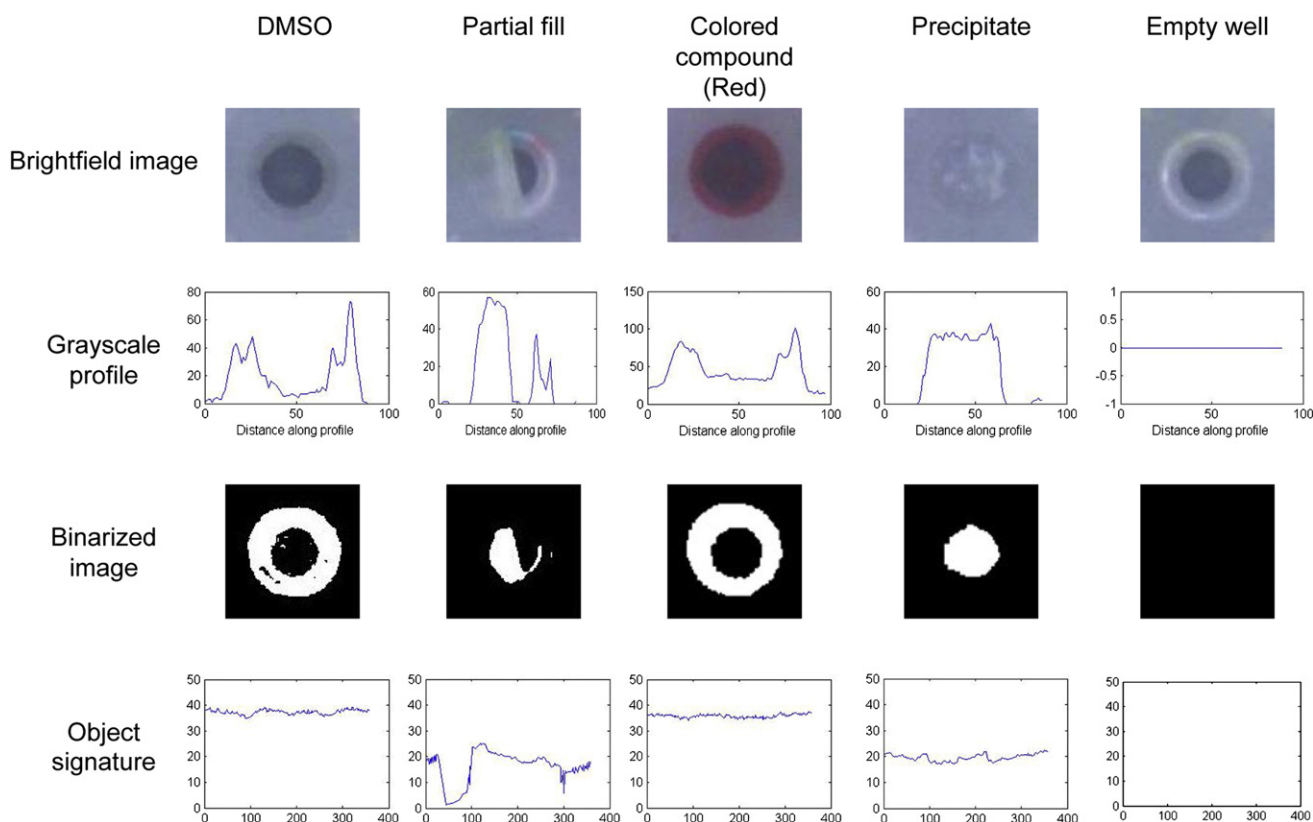 DMSO
Partial fill
Colored
compound
(Red)
Precipitate
Empty well
Brightfield image
Grayscale
profile
80
60
40
20
0
0 50 100
Distance along profile
60
40
20
0
0 50 100
Distance along profile
150
100
50
0
0 50 100
Distance along profile
60
40
20
0
0 50 100
Distance along profile
1
0.5
0
-0.5
-1
0 50 100
Distance along profile
Binarized
image
Object
signature
50
40
30
20
10
0
0 100 200 300 400
50
40
30
20
10
0
0 100 200 300 400
50
40
30
20
10
0
0 100 200 300 400
50
40
30
20
10
0
0 100 200 300 400
50
40
30
20
10
0
0 100 200 300 400